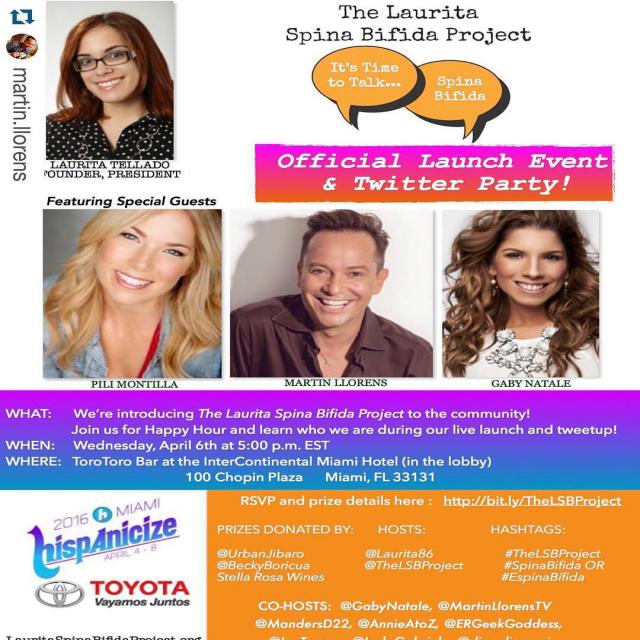 The Laurita
Spina Bifida Project
It's Time
to Talk...
Spina
Bifida
martin.llorens
LAURITA TELLADO
FOUNDER, PRESIDENT
Official Launch Event
& Twitter Party!
Featuring Special Guests
PILI MONTILLA
MARTIN LLORENS
GABY NATALE
WHAT: We're introducing The Laurita Spina Bifida Project to the community!
Join us for Happy Hour and learn who we are during our live launch and tweetup!
WHEN: Wednesday, April 6th at 5:00 p.m. EST
WHERE: ToroToro Bar at the InterContinental Miami Hotel (in the lobby)
100 Chopin Plaza Miami, FL 33131
2016 h MIAMI
hispanicize
APRIL 4 - 8
TOYOTA
Vayamos Juntos
LauritaSpinaBifidaProject.org
RSVP and prize details here : http://bit.ly/TheLSBProject
PRIZES DONATED BY: HOSTS: HASHTAGS:
@UrbanJibaro @Laurita86 #TheLSBProject
@BeckyBoricua @TheLSBProject #SpinaBifida OR
Stella Rosa Wines #EspinaBífida
CO-HOSTS: @GabyNatale, @MartinLlorensTV
@MandersD22, @AnnieAtoZ, @ERGeekGoddess,